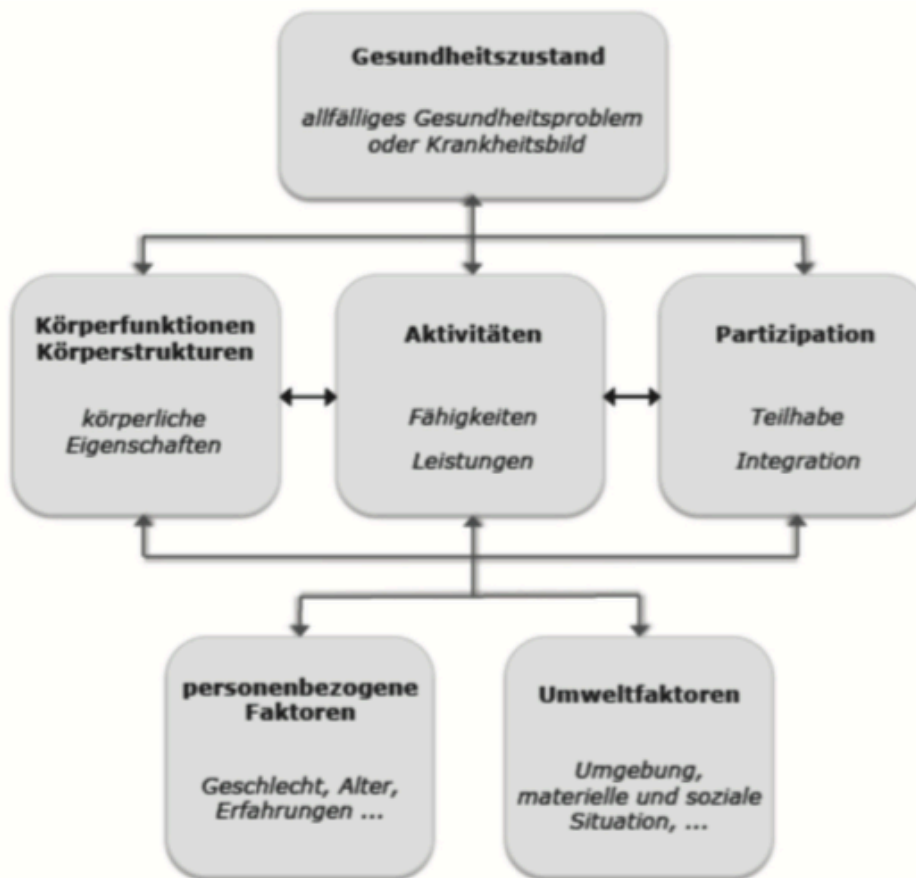 Gesundheitszustand
allfälliges Gesundheitsproblem
oder Krankheitsbild
Körperfunktionen
Körperstrukturen
körperliche
Eigenschaften
Aktivitäten
Fähigkeiten
Leistungen
Partizipation
Teilhabe
Integration
personenbezogene
Faktoren
Geschlecht, Alter,
Erfahrungen ...
Umweltfaktoren
Umgebung,
materielle und soziale
Situation, ...